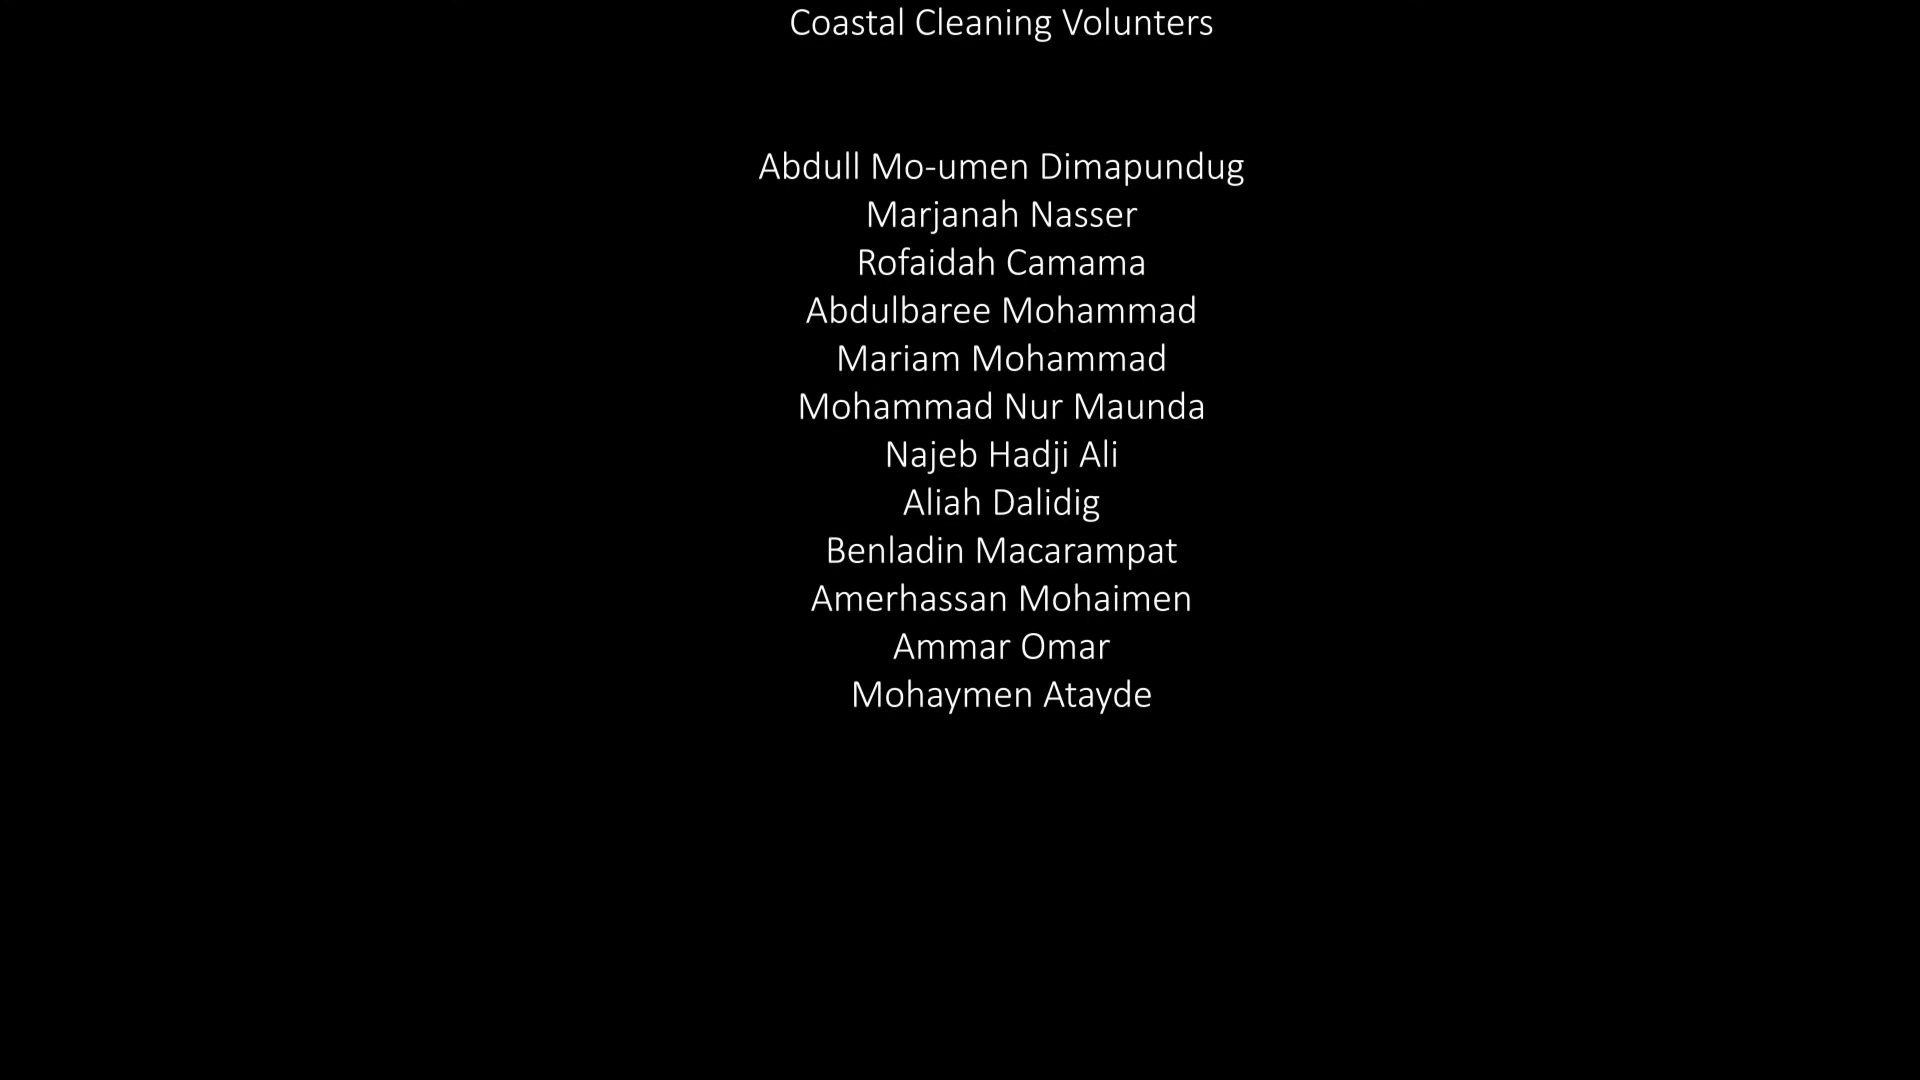 Coastal Cleaning Volunters
Abdull Mo-umen Dimapundug
Marjanah Nasser
Rofaidah Camama
Abdulbaree Mohammad
Mariam Mohammad
Mohammad Nur Maunda
Najeb Hadji Ali
Aliah Dalidig
Benladin Macarampat
Amerhassan Mohaimen
Ammar Omar
Mohaymen Atayde